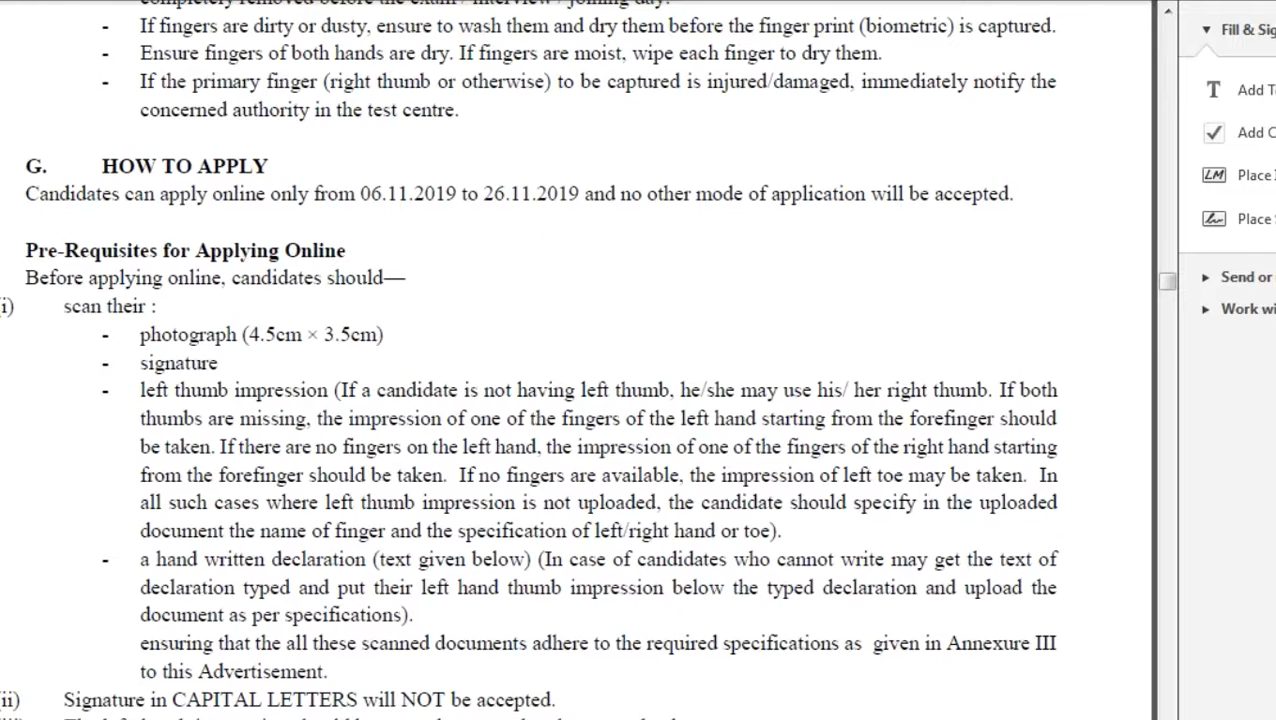 completely removed before the exam / interview / joining day.
- If fingers are dirty or dusty, ensure to wash them and dry them before the finger print (biometric) is captured.
- Ensure fingers of both hands are dry. If fingers are moist, wipe each finger to dry them.
- If the primary finger (right thumb or otherwise) to be captured is injured/damaged, immediately notify the
concerned authority in the test centre.
G. HOW TO APPLY
Candidates can apply online only from 06.11.2019 to 26.11.2019 and no other mode of application will be accepted.
Pre-Requisites for Applying Online
Before applying online, candidates should—
(i) scan their :
- photograph (4.5cm × 3.5cm)
- signature
- left thumb impression (If a candidate is not having left thumb, he/she may use his/ her right thumb. If both
thumbs are missing, the impression of one of the fingers of the left hand starting from the forefinger should
be taken. If there are no fingers on the left hand, the impression of one of the fingers of the right hand starting
from the forefinger should be taken. If no fingers are available, the impression of left toe may be taken. In
all such cases where left thumb impression is not uploaded, the candidate should specify in the uploaded
document the name of finger and the specification of left/right hand or toe).
- a hand written declaration (text given below) (In case of candidates who cannot write may get the text of
declaration typed and put their left hand thumb impression below the typed declaration and upload the
document as per specifications).
ensuring that the all these scanned documents adhere to the required specifications as given in Annexure III
to this Advertisement.
(ii) Signature in CAPITAL LETTERS will NOT be accepted.
Fill & Sig
T Add T
Add C
LM Place
Place
Send or
Work wi